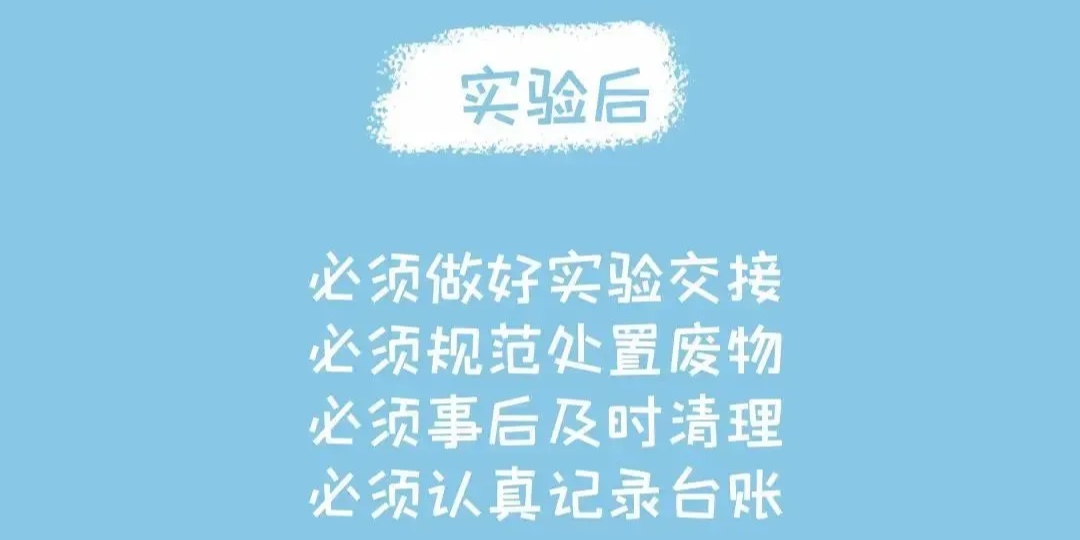 实验后
必须做好实验交接
必须规范处置废物
必须事后及时清理
必须认真记录台账